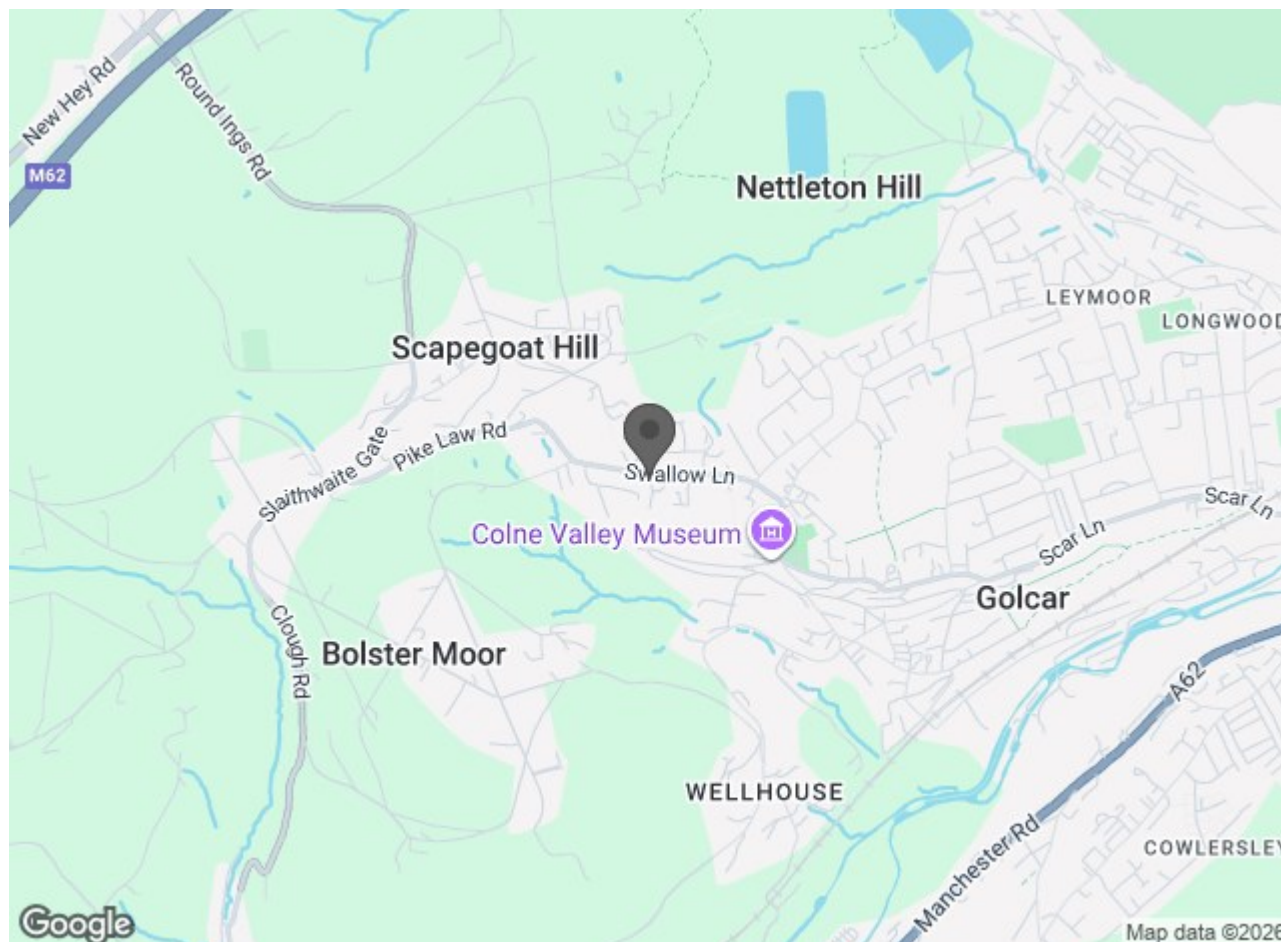 New Hey Rd
Round Ings Rd
M62
Nettleton Hill
LEYMOOR
LONGWOOD
Scapegoat Hill
Pike Law Rd
Swallow Ln
Slaithwaite Gate
Scar Ln
Colne Valley Museum
Scar Ln
Golcar
Clough Rd
Bolster Moor
A62
WELLHOUSE
Manchester Rd
COWLERSLEY
Google
Map data ©2026